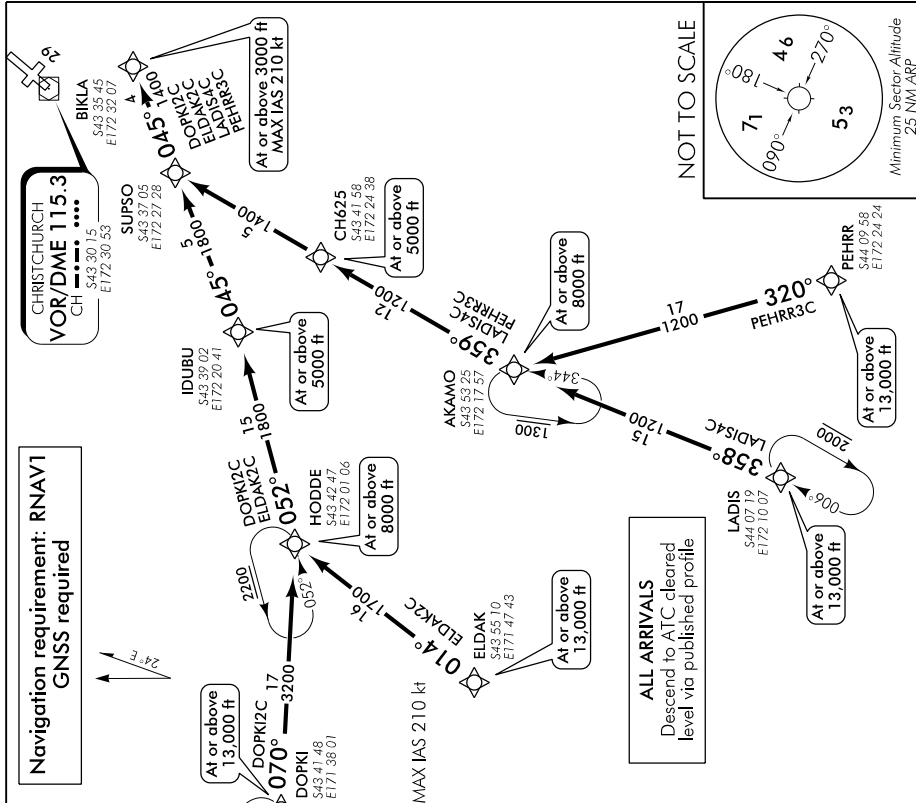 Navigation requirement: RNAV1
GNSS required
24°E
CHRISTCHURCH
VOR/DME 115.3
CH
S43 30 15
E172 30 53
29
BIKLA
S43 35 45
E172 32 07
At or above 3000 ft
MAX IAS 210 kt
4
045°
1400
DOPKI2C
ELDAK2C
LADIS4C
PEHRR3C
SUPSO
S43 37 05
E172 27 28
5
1800
045°
5
1400
IDUBU
S43 39 02
E172 20 41
At or above
5000 ft
CH625
S43 41 58
E172 24 38
At or above
5000 ft
15
1800
DOPKI2C
ELDAK2C
052°
HODDE
S43 42 47
E172 01 06
At or above
8000 ft
2200
052°
12
1200
LADIS4C
PEHRR3C
359°
AKAMO
S43 53 25
E172 17 57
At or above
8000 ft
1300
344°
At or above
13,000 ft
DOPKI2C
070°
17
3200
DOPKI
S43 41 48
E171 38 01
MAX IAS 210 kt
16
1700
ELDAK2C
014°
ELDAK
S43 55 10
E171 47 43
At or above
13,000 ft
15
1200
LADIS4C
358°
LADIS
S44 07 19
E172 10 07
At or above
13,000 ft
2000
006°
17
1200
320°
PEHRR3C
PEHRR
S44 09 58
E172 24 24
At or above
13,000 ft
ALL ARRIVALS
Descend to ATC cleared
level via published profile
NOT TO SCALE
180°
270°
090°
71
46
53
Minimum Sector Altitude
25 NM ARP